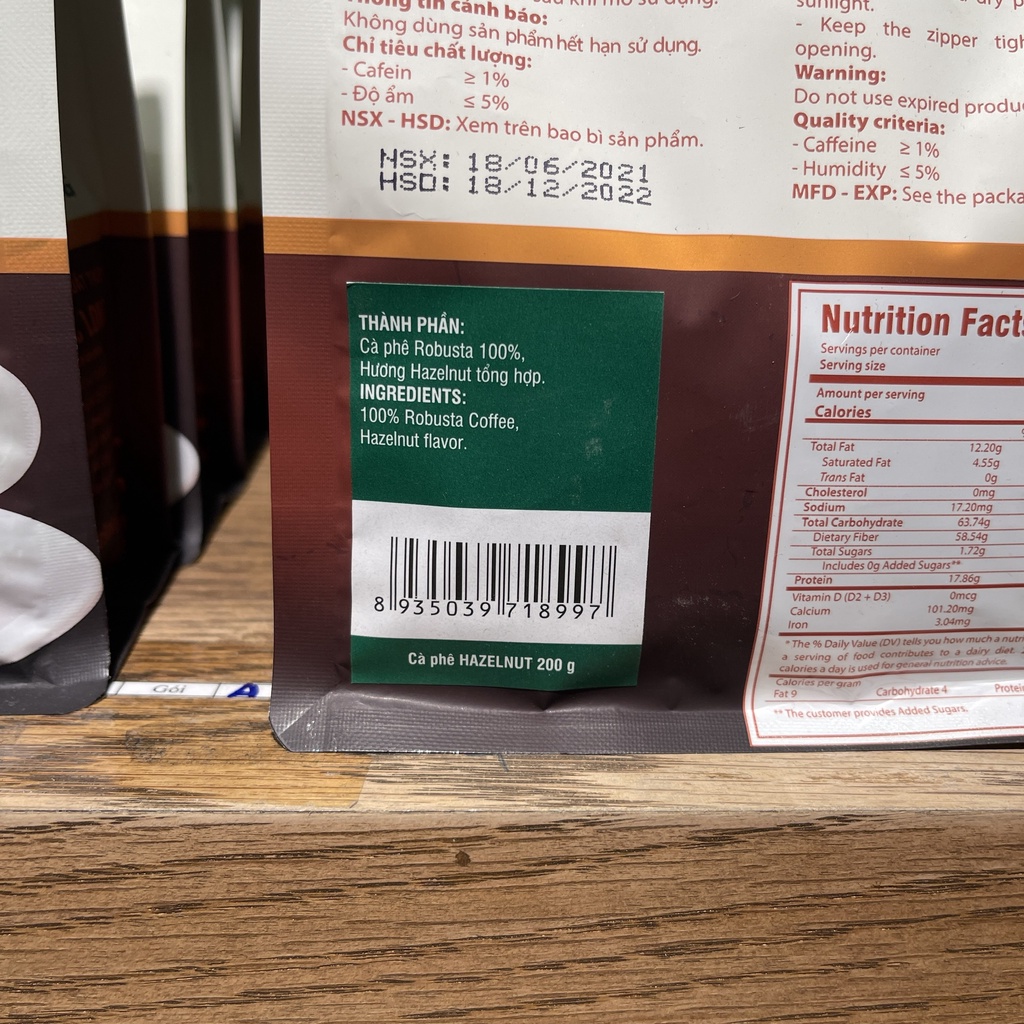 Thông tin cảnh báo:
Không dùng sản phẩm hết hạn sử dụng.
Chỉ tiêu chất lượng:
- Cafein ≥ 1%
- Độ ẩm ≤ 5%
NSX - HSD: Xem trên bao bì sản phẩm.
NSX: 18/06/2021
HSD: 18/12/2022
sunlight.
- Keep the zipper
opening.
Warning:
Do not use expired
Quality criteria:
- Caffeine ≥ 1%
- Humidity ≤ 5%
MFD - EXP: See the
THÀNH PHẦN:
Cà phê Robusta 100%,
Hương Hazelnut tổng hợp.
INGREDIENTS:
100% Robusta Coffee,
Hazelnut flavor.
8 935039 718997
Cà phê HAZELNUT 200 g
Nutrition Facts
Servings per container
Serving size
Amount per serving
Calories
Total Fat 12.20g
Saturated Fat 4.55g
Trans Fat 0g
Cholesterol 0mg
Sodium 17.20mg
Total Carbohydrate 63.74g
Dietary Fiber 58.54g
Total Sugars 1.72g
Includes 0g Added Sugars**
Protein 17.86g
Vitamin D (D2 + D3) 0mcg
Calcium 101.20mg
Iron 3.04mg
* The % Daily Value (DV) tells you how much a
a serving of food contributes to a dairy diet.
calories a day is used for general nutrition advice.
Calories per gram
Fat 9 Carbohydrate 4 Protein
** The customer provides Added Sugars.
Gói A